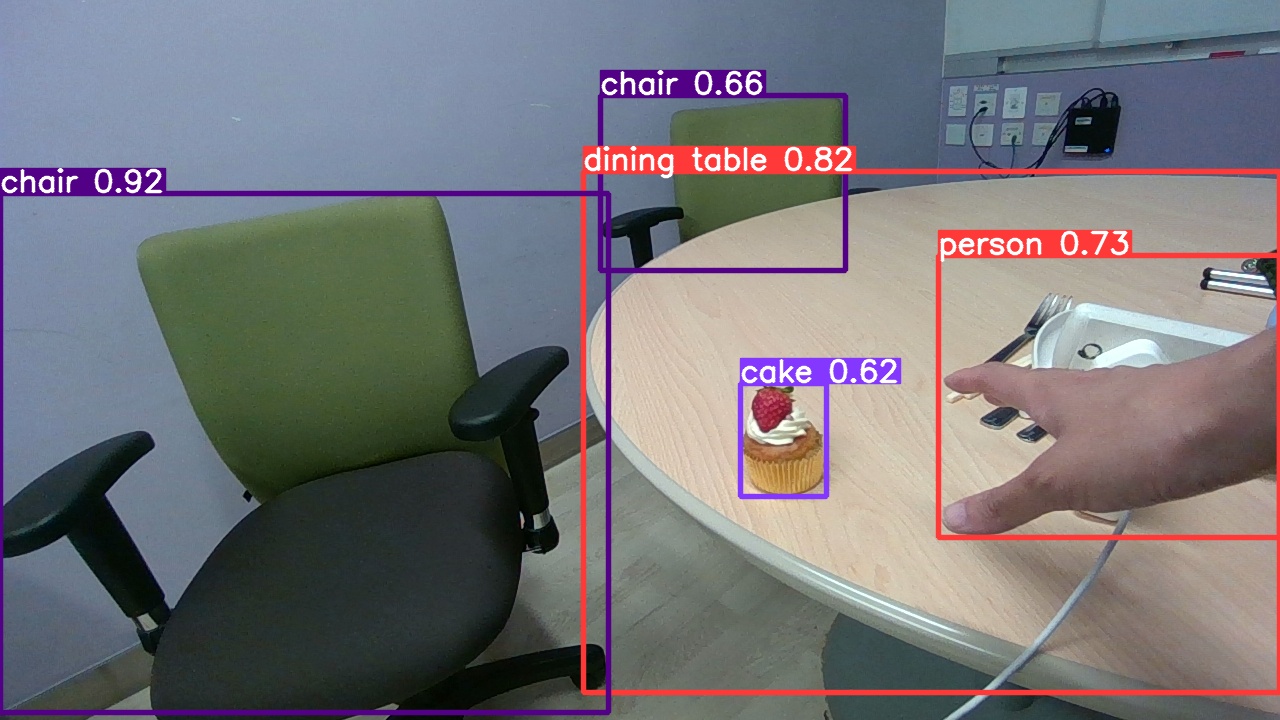 chair 0.66
dining table 0.82
chair 0.92
person 0.73
cake 0.62